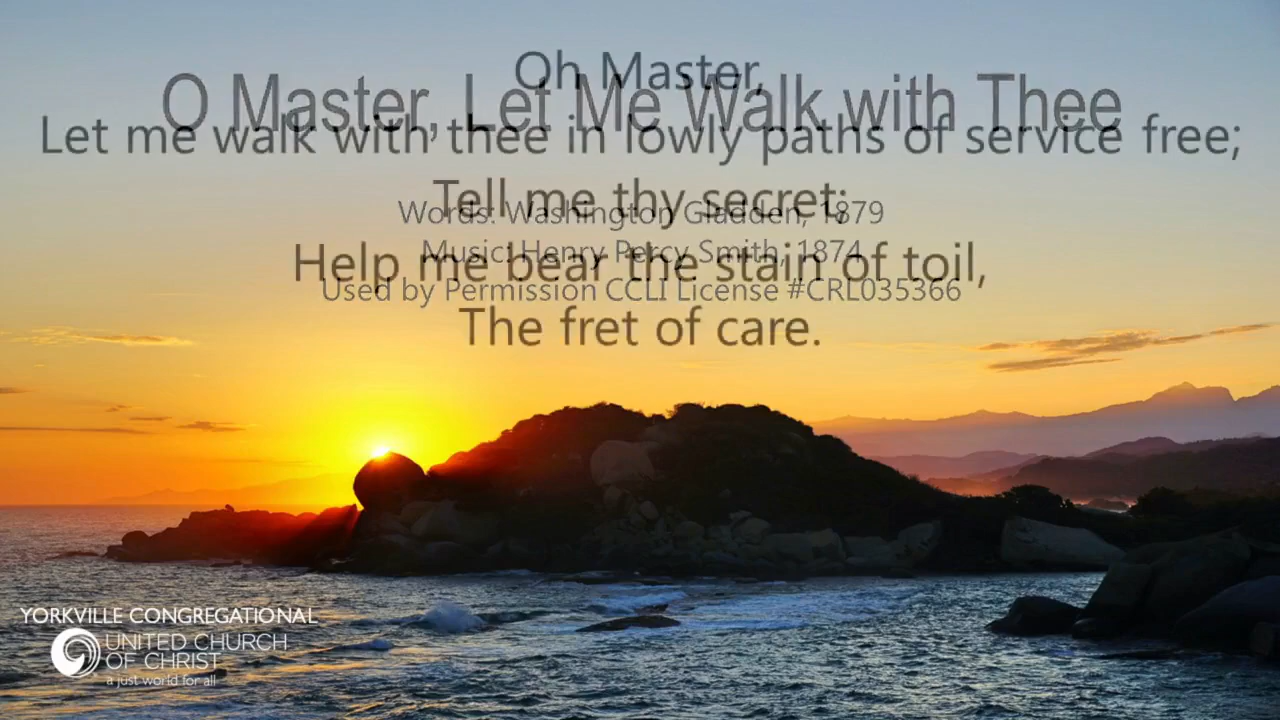 O Master, Let Me Walk with Thee
Words: Washington Gladden, 1879
Music: Henry Percy Smith, 1874
Used by Permission CCLI License #CRL035366
Oh Master,
Let me walk with thee in lowly paths of service free;
Tell me thy secret;
Help me bear the stain of toil,
The fret of care.
YORKVILLE CONGREGATIONAL
UNITED CHURCH
OF CHRIST
a just world for all